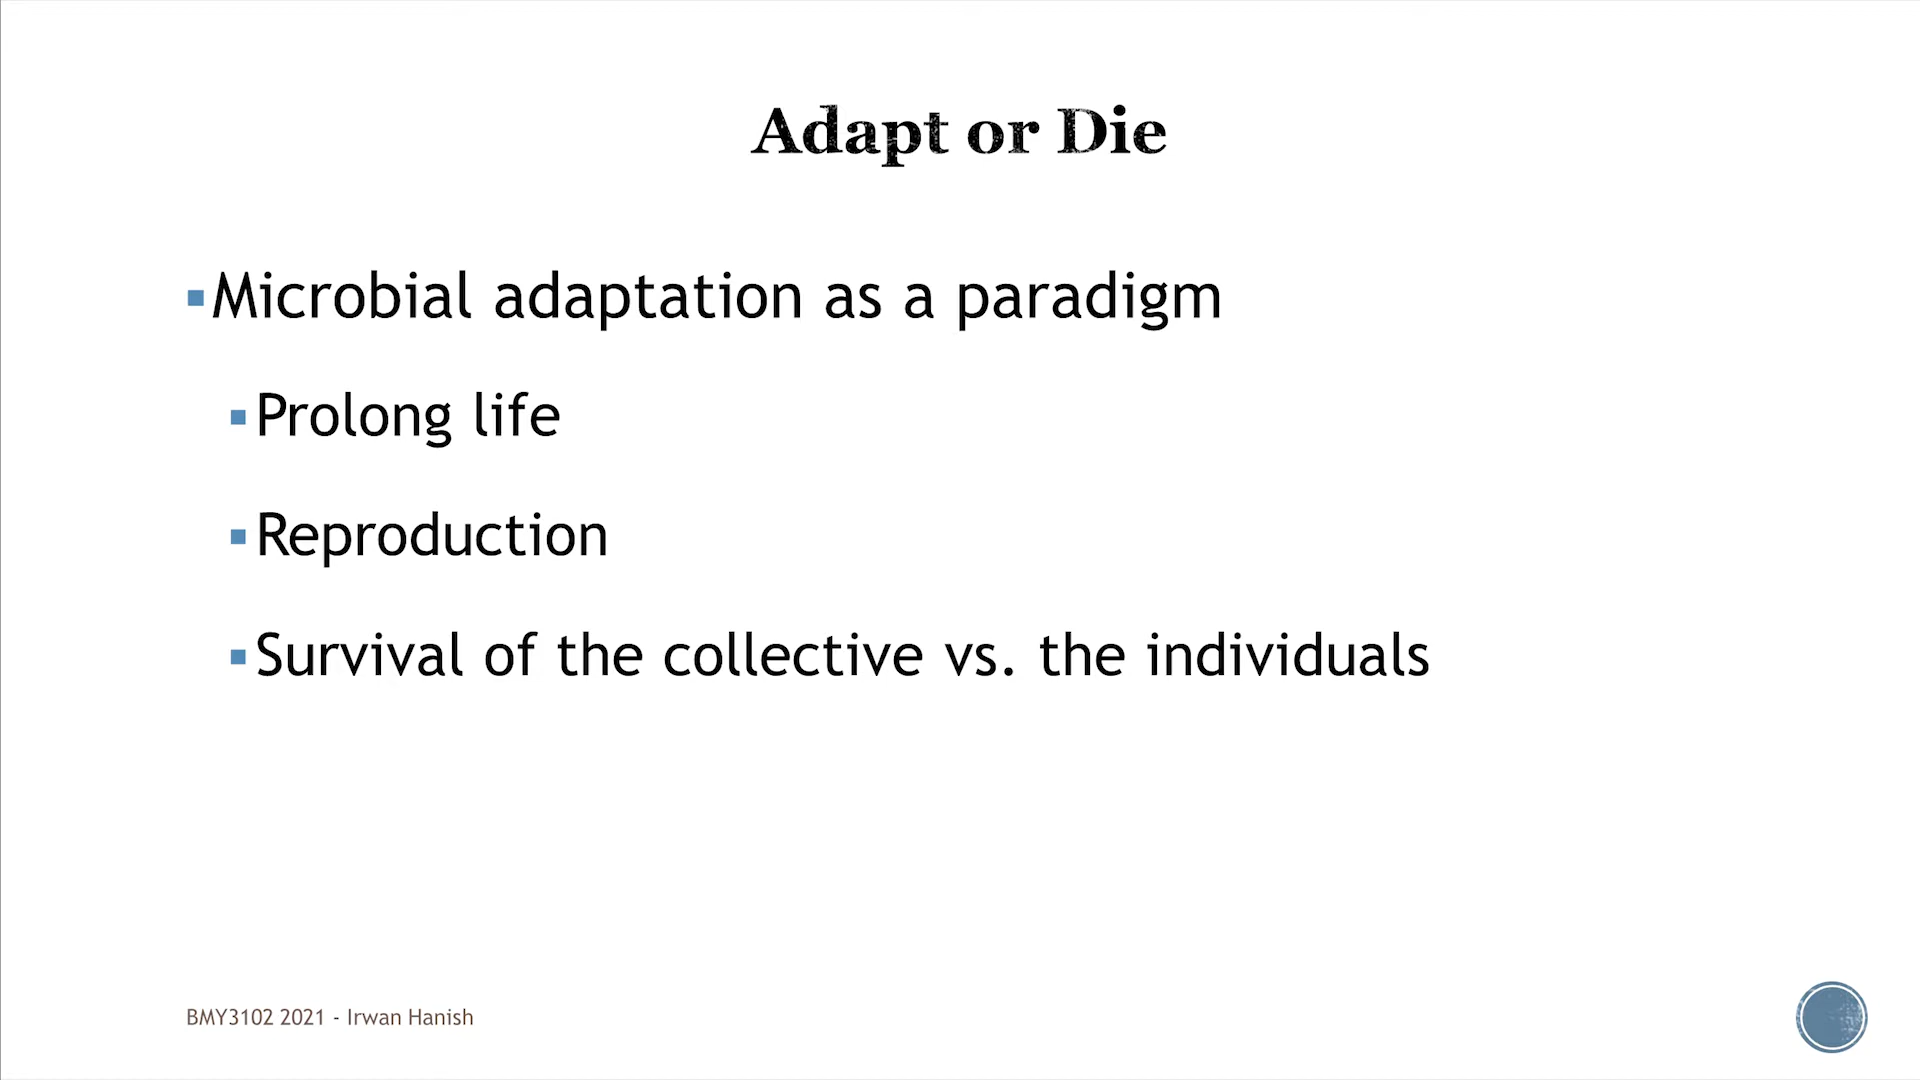 Adapt or Die
▪Microbial adaptation as a paradigm
▪Prolong life
▪Reproduction
▪Survival of the collective vs. the individuals
BMY3102 2021 - Irwan Hanish